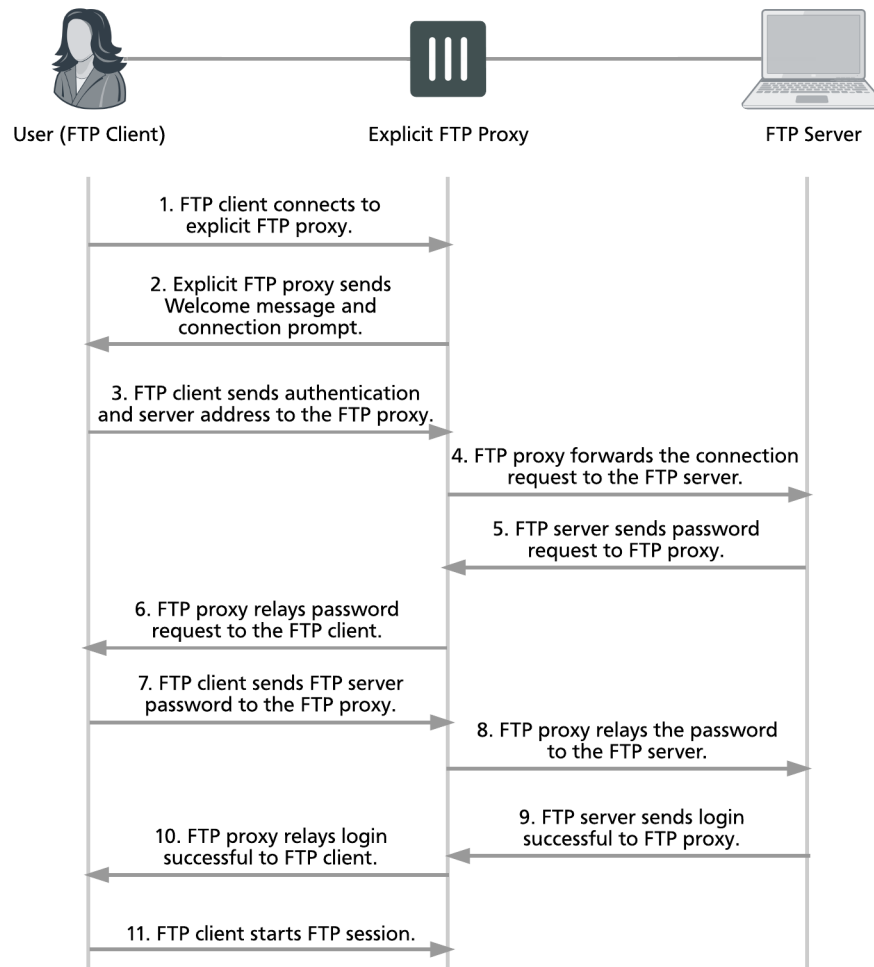 User (FTP Client)
Explicit FTP Proxy
FTP Server
1. FTP client connects to
explicit FTP proxy.
2. Explicit FTP proxy sends
Welcome message and
connection prompt.
3. FTP client sends authentication
and server address to the FTP proxy.
4. FTP proxy forwards the connection
request to the FTP server.
5. FTP server sends password
request to FTP proxy.
6. FTP proxy relays password
request to the FTP client.
7. FTP client sends FTP server
password to the FTP proxy.
8. FTP proxy relays the password
to the FTP server.
9. FTP server sends login
successful to FTP proxy.
10. FTP proxy relays login
successful to FTP client.
11. FTP client starts FTP session.